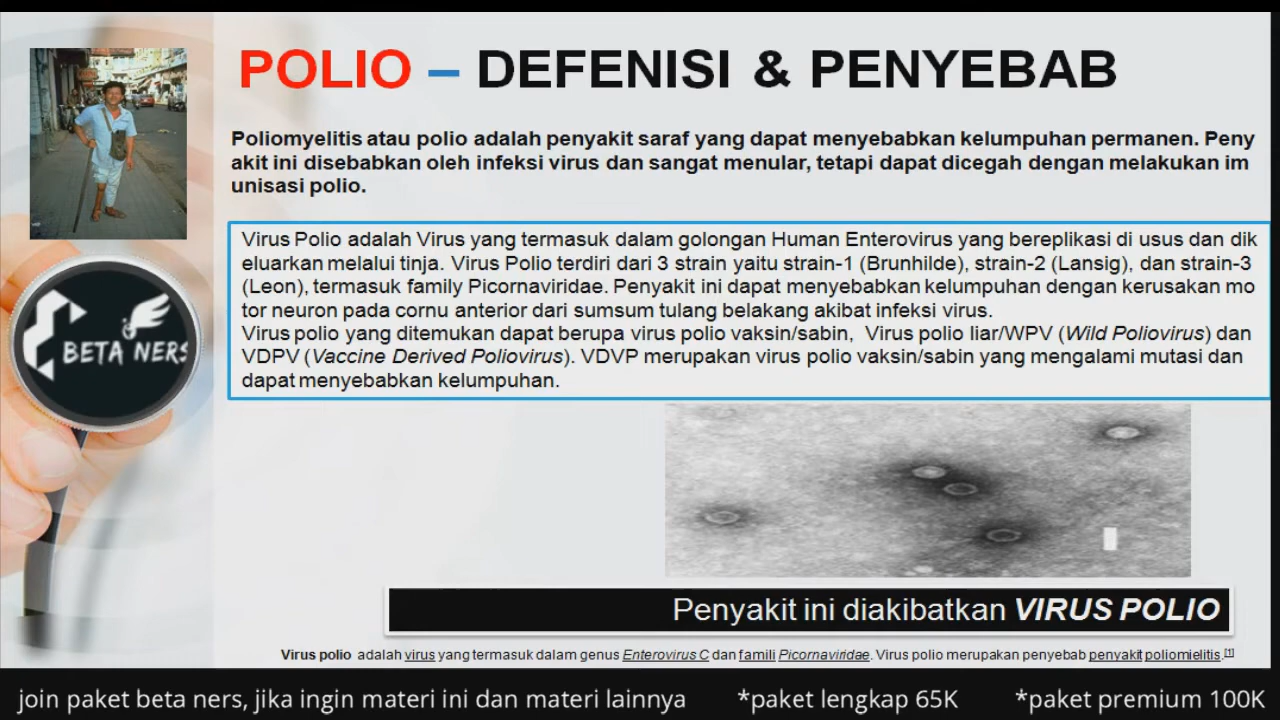 POLIO – DEFENISI & PENYEBAB
Poliomyelitis atau polio adalah penyakit saraf yang dapat menyebabkan kelumpuhan permanen. Peny
akit ini disebabkan oleh infeksi virus dan sangat menular, tetapi dapat dicegah dengan melakukan im
unisasi polio.
Virus Polio adalah Virus yang termasuk dalam golongan Human Enterovirus yang bereplikasi di usus dan dik
eluarkan melalui tinja. Virus Polio terdiri dari 3 strain yaitu strain-1 (Brunhilde), strain-2 (Lansig), dan strain-3
(Leon), termasuk family Picornaviridae. Penyakit ini dapat menyebabkan kelumpuhan dengan kerusakan mo
tor neuron pada cornu anterior dari sumsum tulang belakang akibat infeksi virus.
Virus polio yang ditemukan dapat berupa virus polio vaksin/sabin, Virus polio liar/WPV (Wild Poliovirus) dan
VDPV (Vaccine Derived Poliovirus). VDVP merupakan virus polio vaksin/sabin yang mengalami mutasi dan
dapat menyebabkan kelumpuhan.
BETA NERS
Penyakit ini diakibatkan VIRUS POLIO
Virus polio adalah virus yang termasuk dalam genus Enterovirus C dan famili Picornaviridae. Virus polio merupakan penyebab penyakit poliomielitis.[1]
join paket beta ners, jika ingin materi ini dan materi lainnya *paket lengkap 65K *paket premium 100K